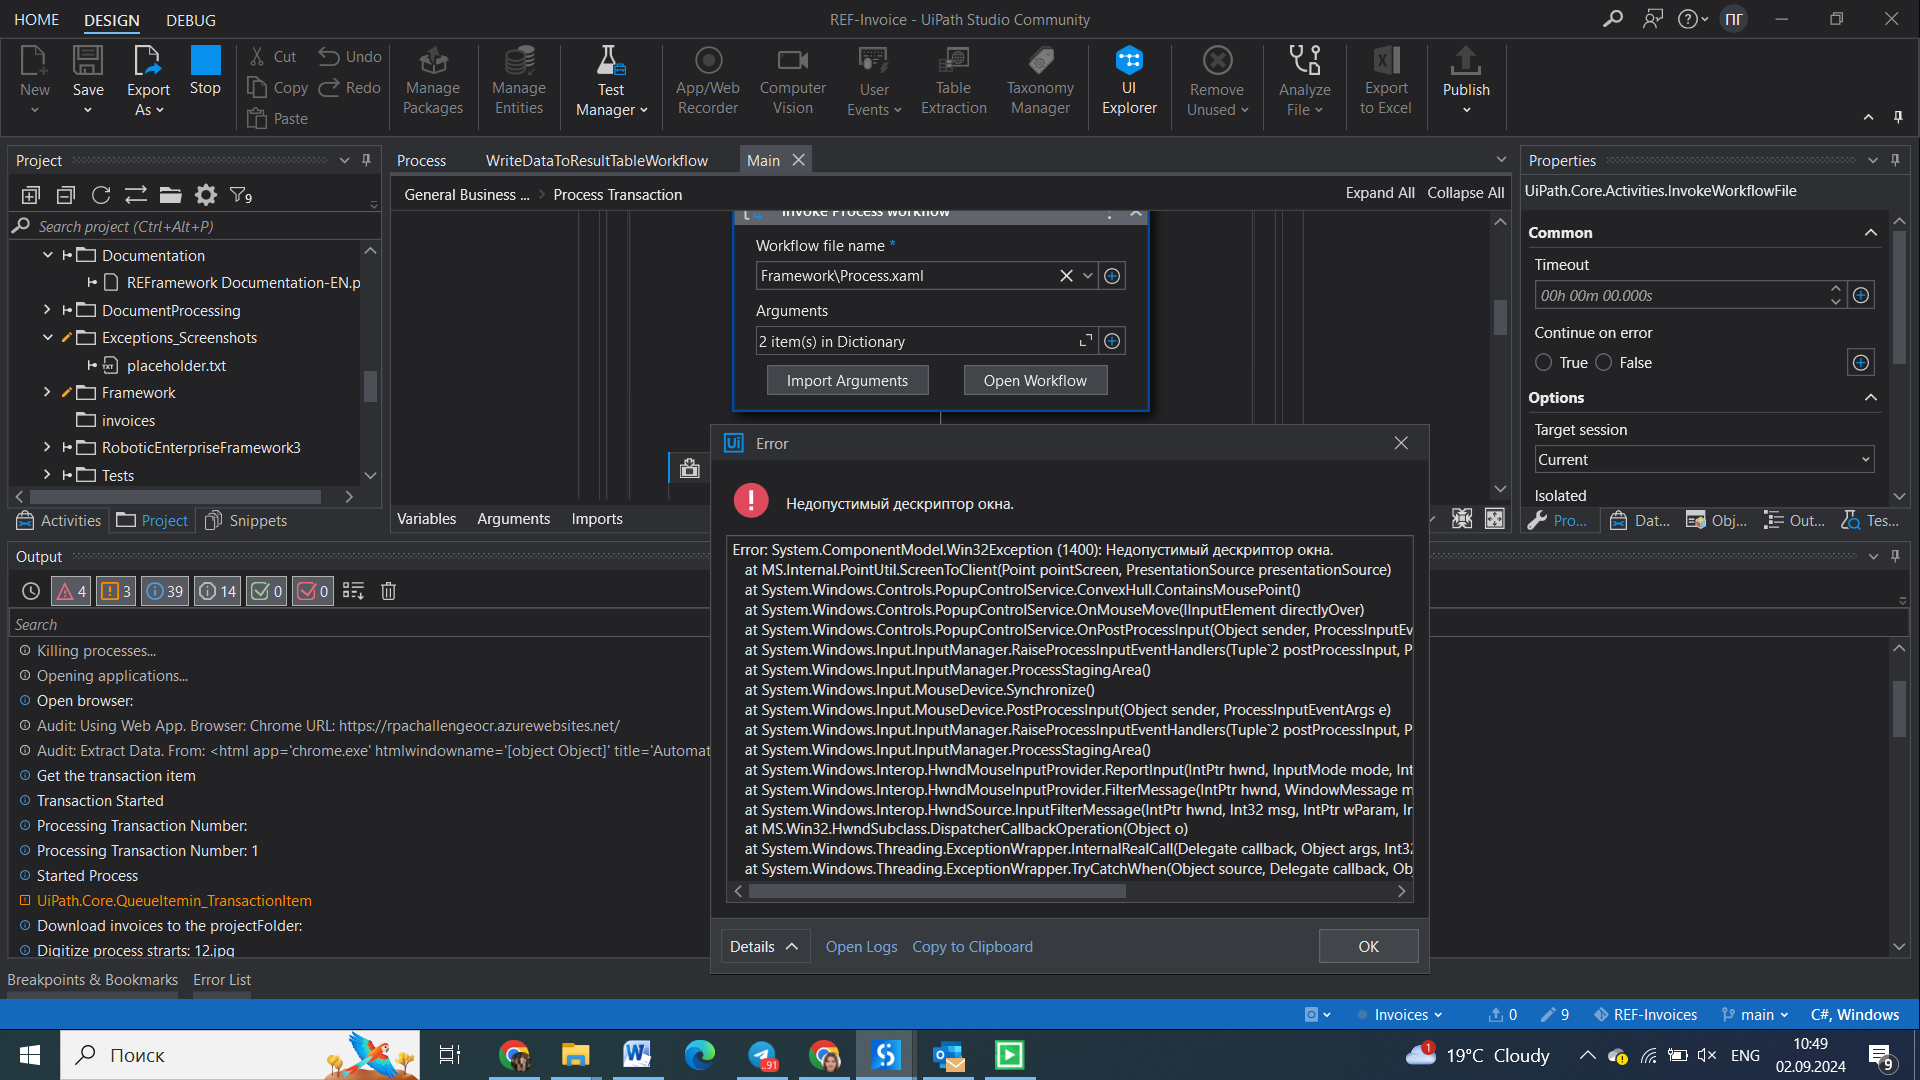 HOME DESIGN DEBUG
REF-Invoice - UiPath Studio Community
ПГ
New
Save
Export As
Stop
Cut
Copy
Paste
Undo
Redo
Manage Packages
Manage Entities
Test Manager
App/Web Recorder
Computer Vision
User Events
Table Extraction
Taxonomy Manager
UI Explorer
Remove Unused
Analyze File
Export to Excel
Publish
Project
9
Search project (Ctrl+Alt+P)
Documentation
REFramework Documentation-EN.p
DocumentProcessing
Exceptions_Screenshots
TXT
placeholder.txt
Framework
invoices
RoboticEnterpriseFramework3
Tests
Activities Project Snippets
Process WriteDataToResultTableWorkflow Main
General Business ... Process Transaction
Expand All Collapse All
Invoke Process workflow
Workflow file name *
Framework\Process.xaml
Arguments
2 item(s) in Dictionary
Import Arguments Open Workflow
Variables Arguments Imports
Properties
UiPath.Core.Activities.InvokeWorkflowFile
Common
Timeout
00h 00m 00.000s
Continue on error
True False
Options
Target session
Current
Isolated
Pro... Dat... Obj... Out... Tes...
Output
4 3 39 14 0 0
Search
Killing processes...
Opening applications...
Open browser:
Audit: Using Web App. Browser: Chrome URL: https://rpachallengeocr.azurewebsites.net/
Audit: Extract Data. From: <html app='chrome.exe' htmlwindowname='[object Object]' title='Automat
Get the transaction item
Transaction Started
Processing Transaction Number:
Processing Transaction Number: 1
Started Process
UiPath.Core.QueueItemin_TransactionItem
Download invoices to the projectFolder:
Digitize process strarts: 12.jpg
Ui Error
Недопустимый дескриптор окна.
Error: System.ComponentModel.Win32Exception (1400): Недопустимый дескриптор окна.
at MS.Internal.PointUtil.ScreenToClient(Point pointScreen, PresentationSource presentationSource)
at System.Windows.Controls.PopupControlService.ConvexHull.ContainsMousePoint()
at System.Windows.Controls.PopupControlService.OnMouseMove(IInputElement directlyOver)
at System.Windows.Controls.PopupControlService.OnPostProcessInput(Object sender, ProcessInputEv
at System.Windows.Input.InputManager.RaiseProcessInputEventHandlers(Tuple`2 postProcessInput, P
at System.Windows.Input.InputManager.ProcessStagingArea()
at System.Windows.Input.MouseDevice.Synchronize()
at System.Windows.Input.MouseDevice.PostProcessInput(Object sender, ProcessInputEventArgs e)
at System.Windows.Input.InputManager.RaiseProcessInputEventHandlers(Tuple`2 postProcessInput, P
at System.Windows.Input.InputManager.ProcessStagingArea()
at System.Windows.Interop.HwndMouseInputProvider.ReportInput(IntPtr hwnd, InputMode mode, Int
at System.Windows.Interop.HwndMouseInputProvider.FilterMessage(IntPtr hwnd, WindowMessage m
at System.Windows.Interop.HwndSource.InputFilterMessage(IntPtr hwnd, Int32 msg, IntPtr wParam, Ir
at MS.Win32.HwndSubclass.DispatcherCallbackOperation(Object o)
at System.Windows.Threading.ExceptionWrapper.InternalRealCall(Delegate callback, Object args, Int32
at System.Windows.Threading.ExceptionWrapper.TryCatchWhen(Object source, Delegate callback, Ob
Details Open Logs Copy to Clipboard OK
Breakpoints & Bookmarks Error List
Invoices 0 9 REF-Invoices main C#, Windows
Поиск
..91
1
19°C Cloudy
ENG
10:49
02.09.2024
9